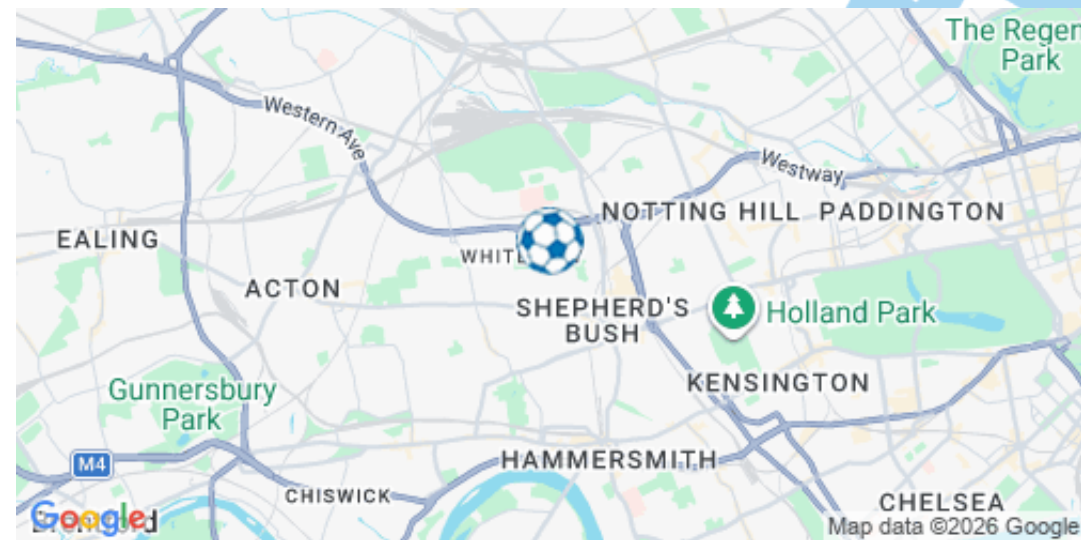 The Regen
Park
Western Ave
Westway
NOTTING HILL
PADDINGTON
EALING
WHIT
ACTON
SHEPHERD'S
BUSH
Holland Park
Gunnersbury
Park
KENSINGTON
M4
HAMMERSMITH
CHISWICK
CHELSEA
Google
Map data ©2026 Google